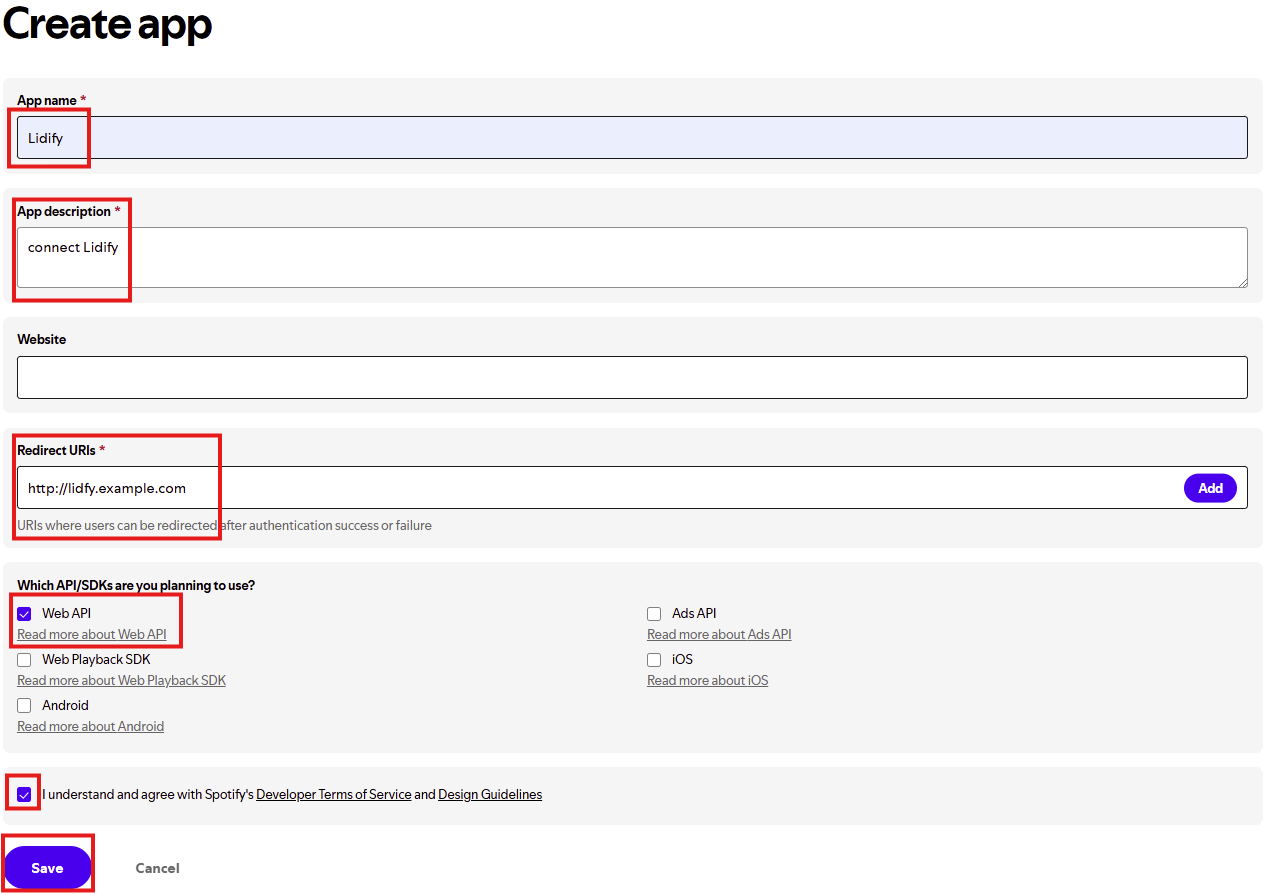 Create app
App name *
Lidify
App description *
connect Lidify
Website
Redirect URIs *
http://lidfy.example.com
Add
URIs where users can be redirected after authentication success or failure
Which API/SDKs are you planning to use?
Web API
Read more about Web API
Ads API
Read more about Ads API
Web Playback SDK
Read more about Web Playback SDK
iOS
Read more about iOS
Android
Read more about Android
I understand and agree with Spotify's Developer Terms of Service and Design Guidelines
Save
Cancel